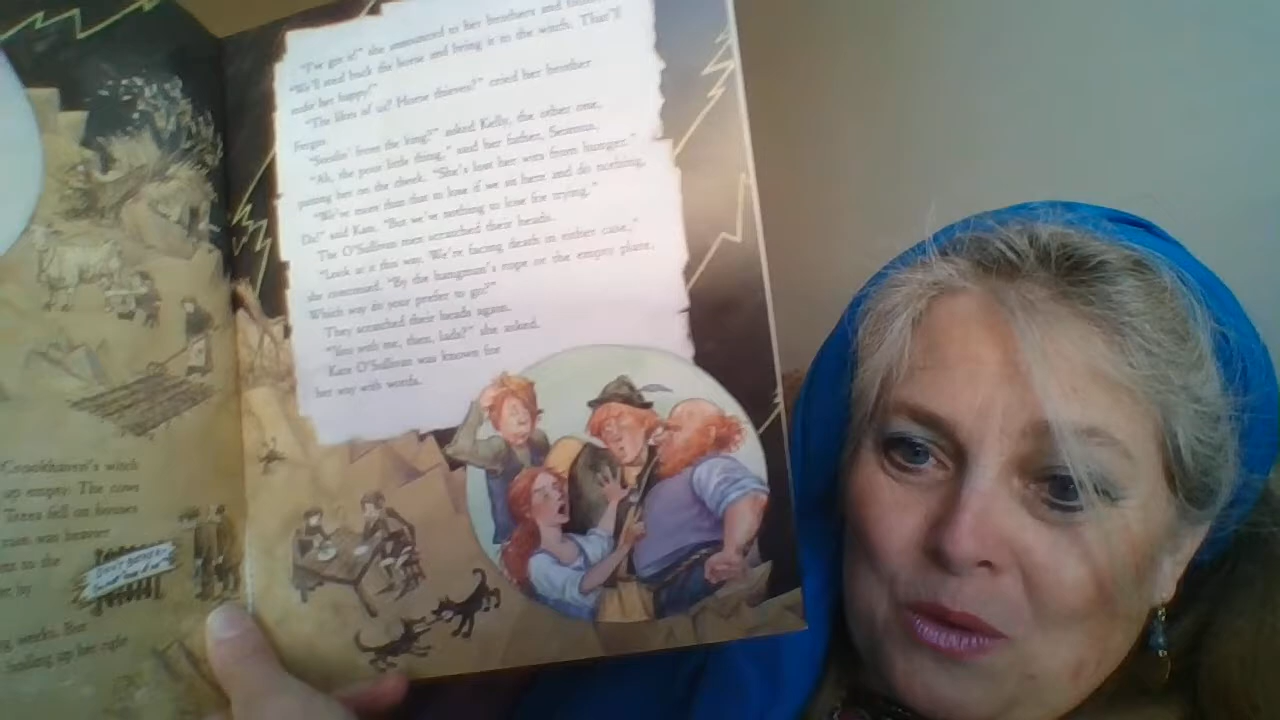 Crookhaven's witch
up empty. The cows
Trees fell on houses
rain was heavier
to the
by
weeks. But
holding up her right
DON'T BOTHER
"I've got it!" she announced to her brothers and
"We'll steal back the horse and bring it to the witch. That'll
make her happy!"
"The likes of us? Horse thieves?" cried her brother
Fergus.
"Stealin' from the king?" asked Kelly, the other one.
"Ah, the poor little thing," said her father, Seamus,
patting her on the cheek. "She's lost her wits from hunger."
"We've more than that to lose if we sit here and do nothing,
Da!" said Kate. "But we've nothing to lose for trying."
The O'Sullivan men scratched their heads.
"Look at it this way. We're facing death in either case,"
she continued. "By the hangman's rope or the empty plate.
Which way do you prefer to go?"
They scratched their heads again.
"You with me, then, lads?" she asked.
Kate O'Sullivan was known for
her way with words.